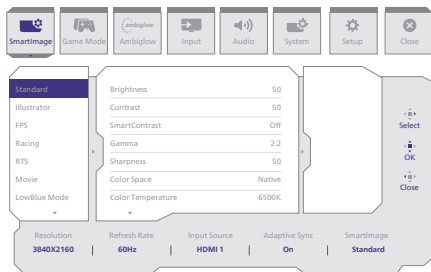 ambiglow
SmartImage Game Mode Ambiglow Input Audio System Setup Close
Standard
Illustrator
FPS
Racing
RTS
Movie
LowBlue Mode
Brightness 50
Contrast 50
SmartContrast Off
Gamma 2.2
Sharpness 50
Color Space Native
Color Temperature 6500K
Select
OK
Close
Resolution Refresh Rate Input Source Adaptive Sync SmartImage
3840X2160 | 60Hz | HDMI 1 | On | Standard